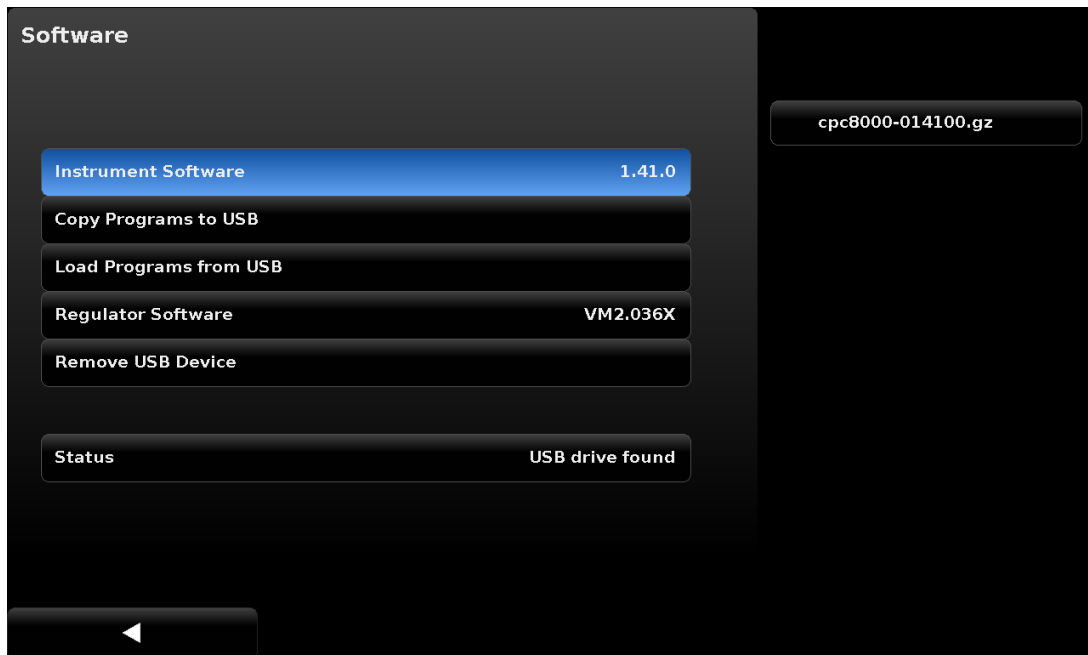 Software
cpc8000-014100.gz
Instrument Software 1.41.0
Copy Programs to USB
Load Programs from USB
Regulator Software VM2.036X
Remove USB Device
Status USB drive found